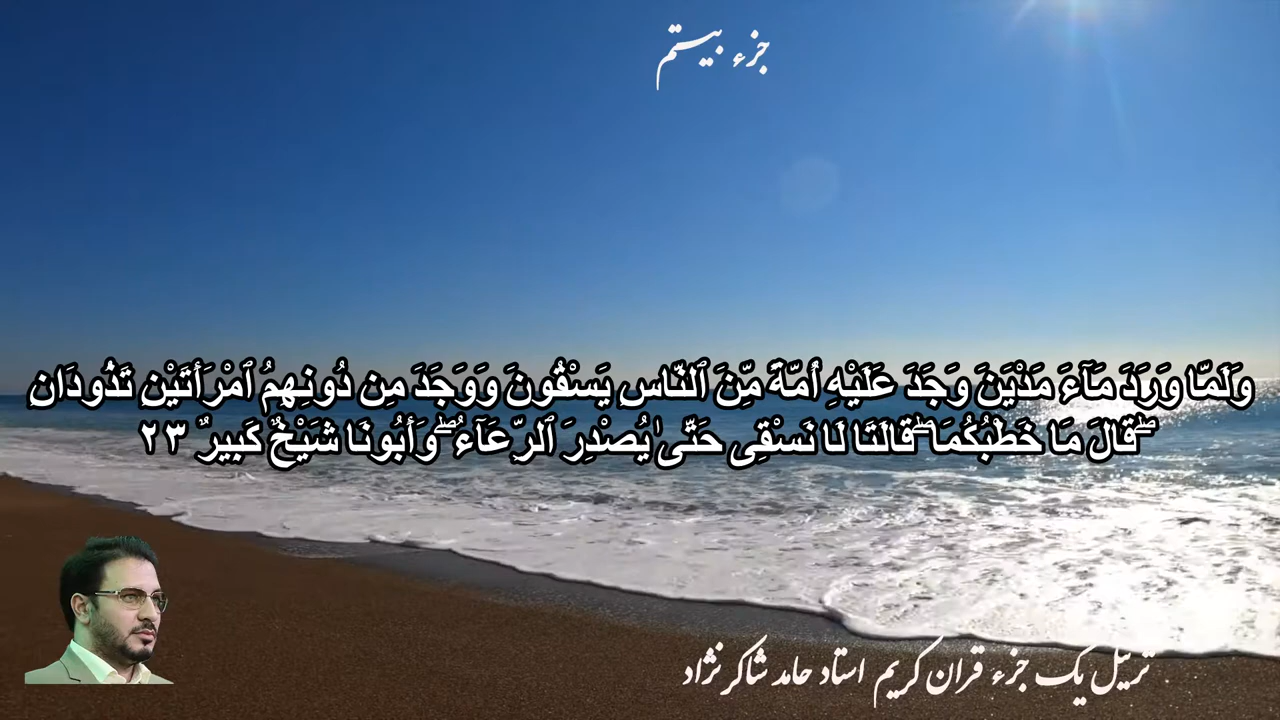 جزء بیستم
وَلَمَّا وَرَدَ مَآءَ مَدْيَنَ وَجَدَ عَلَيْهِ أُمَّةً مِّنَ ٱلنَّاسِ يَسْقُونَ وَوَجَدَ مِن دُونِهِمُ ٱمْرَأَتَيْنِ تَذُودَانِ
ۖ قَالَ مَا خَطْبُكُمَا ۖ قَالَتَا لَا نَسْقِى حَتَّىٰ يُصْدِرَ ٱلرِّعَآءُ ۖ وَأَبُونَا شَيْخٌ كَبِيرٌ ٢٣
ترتیل یک جزء قران کریم استاد حامد شاکرنژاد